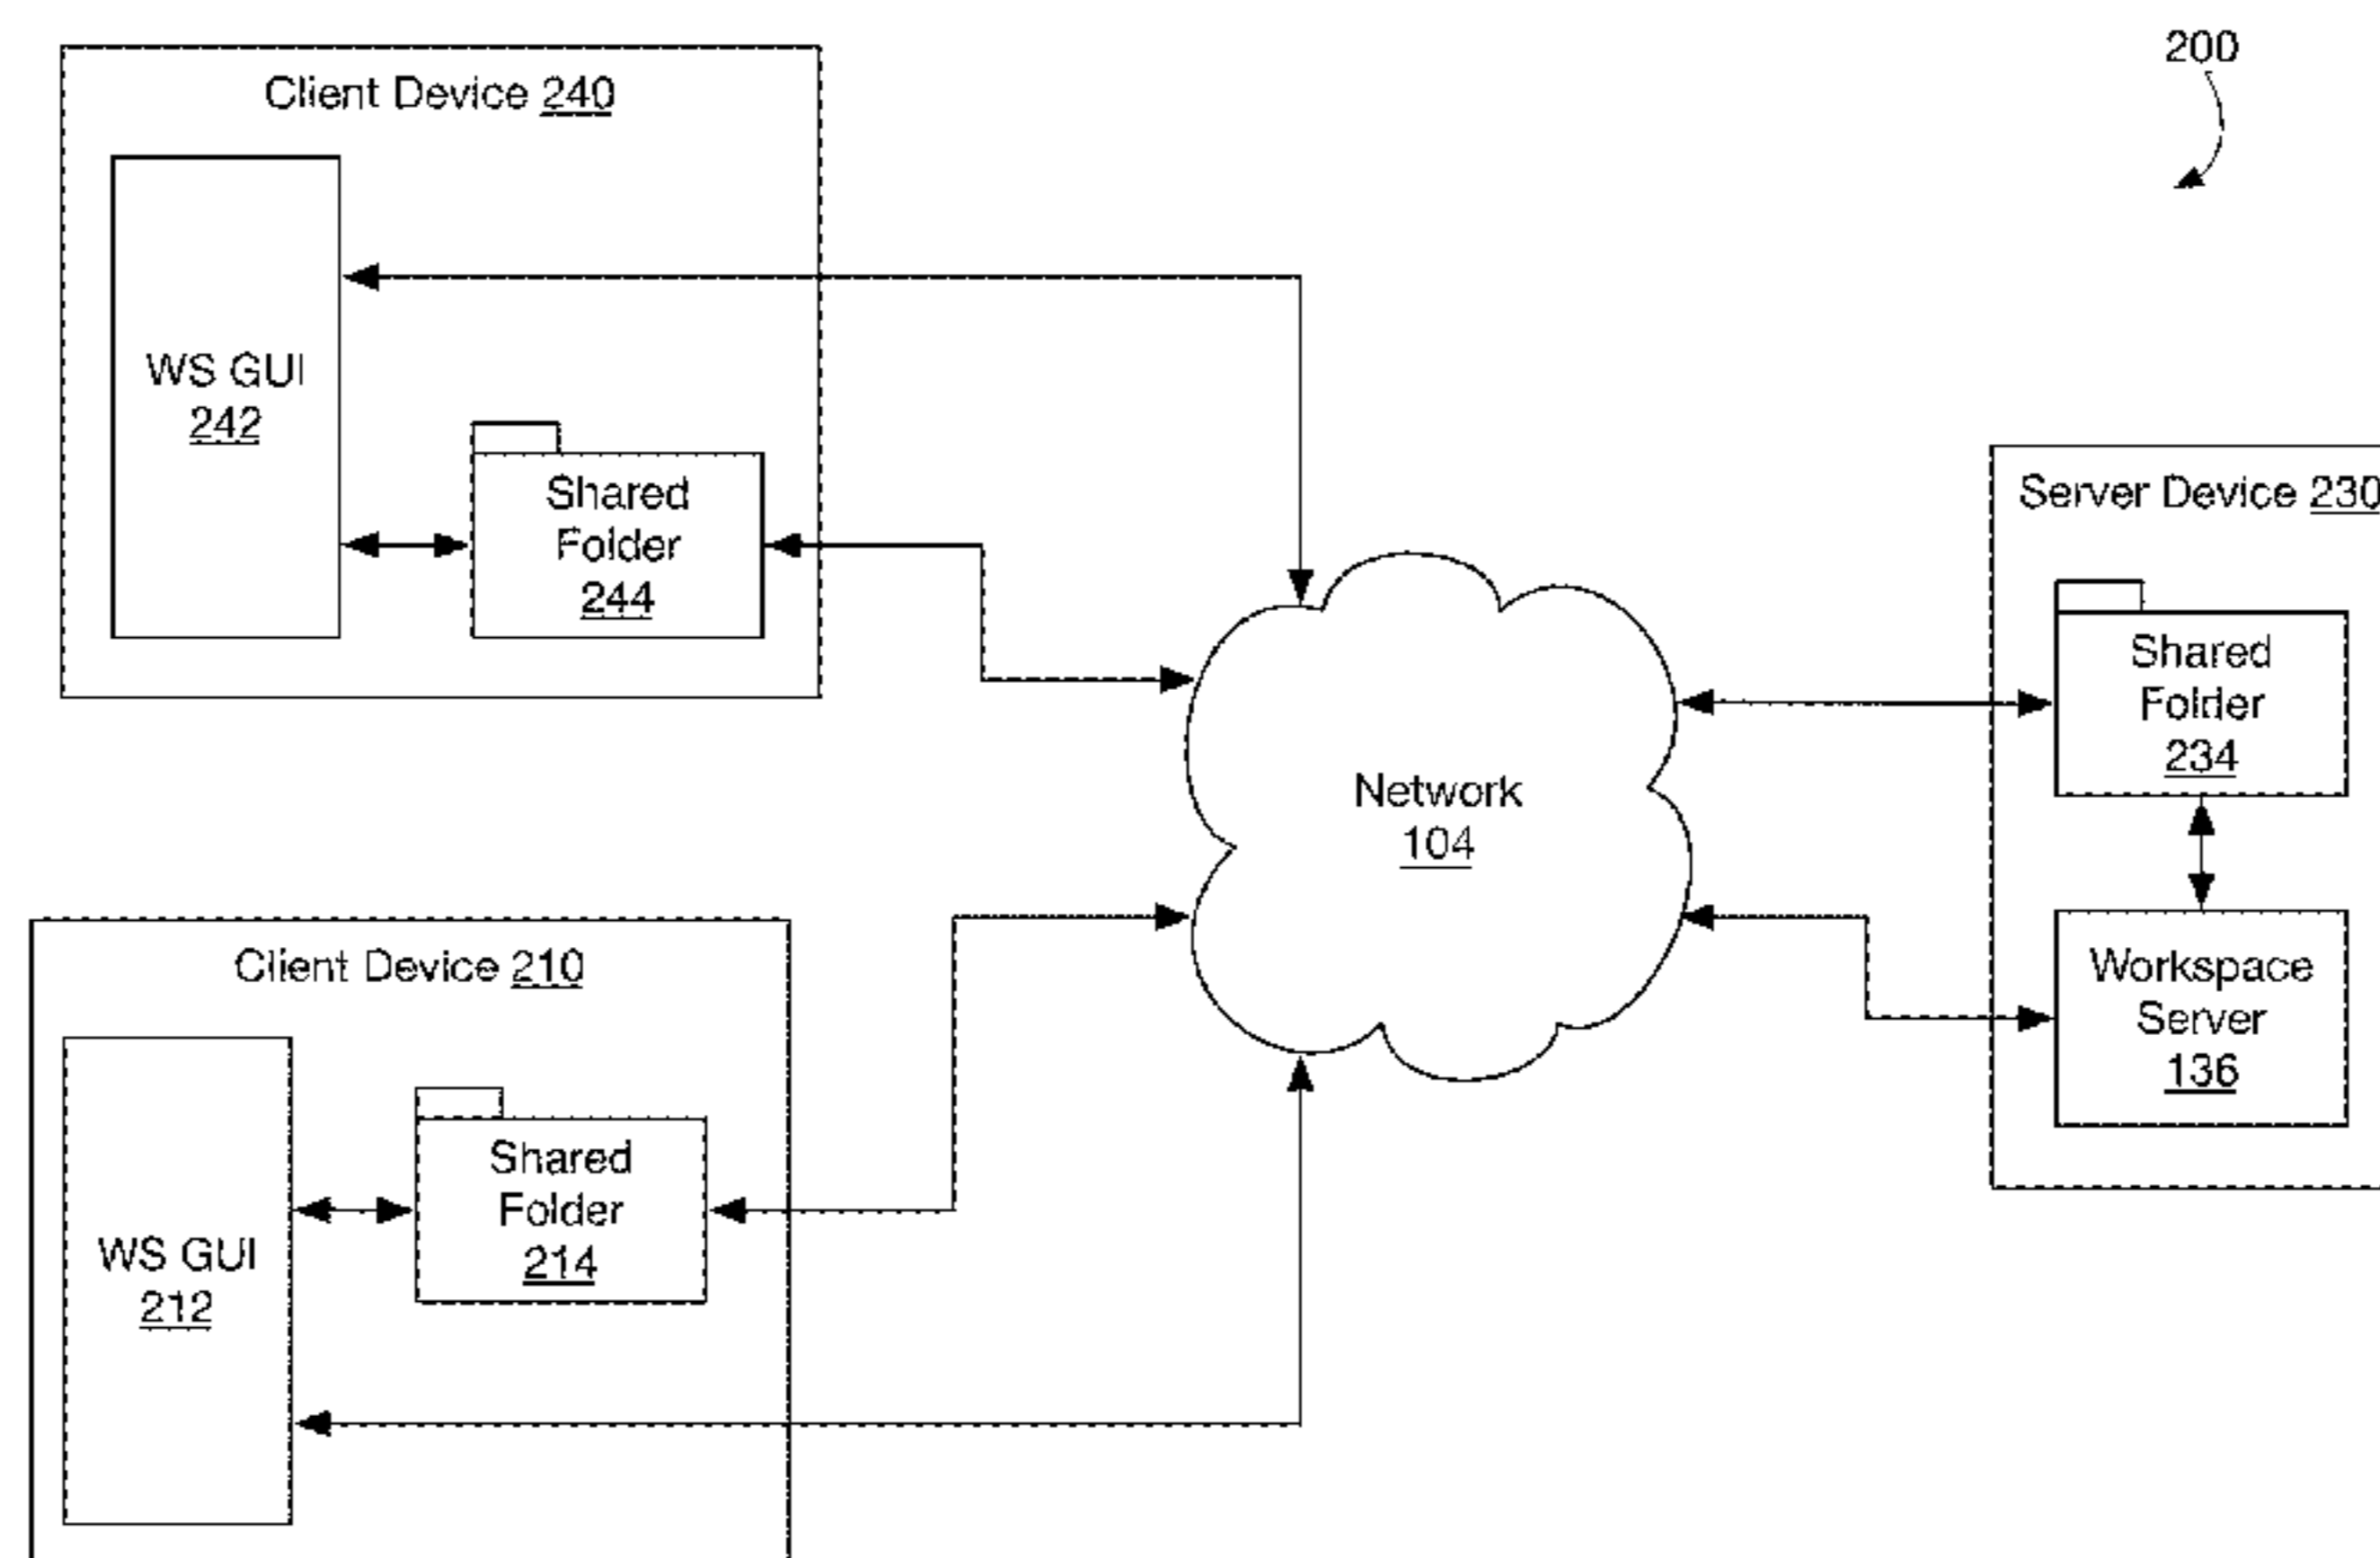 200
Client Device 240
WS GUI
242
Shared
Folder
244
Server Device 230
Shared
Folder
234
Network
104
Workspace
Server
136
Client Device 210
Shared
Folder
214
WS GUI
212